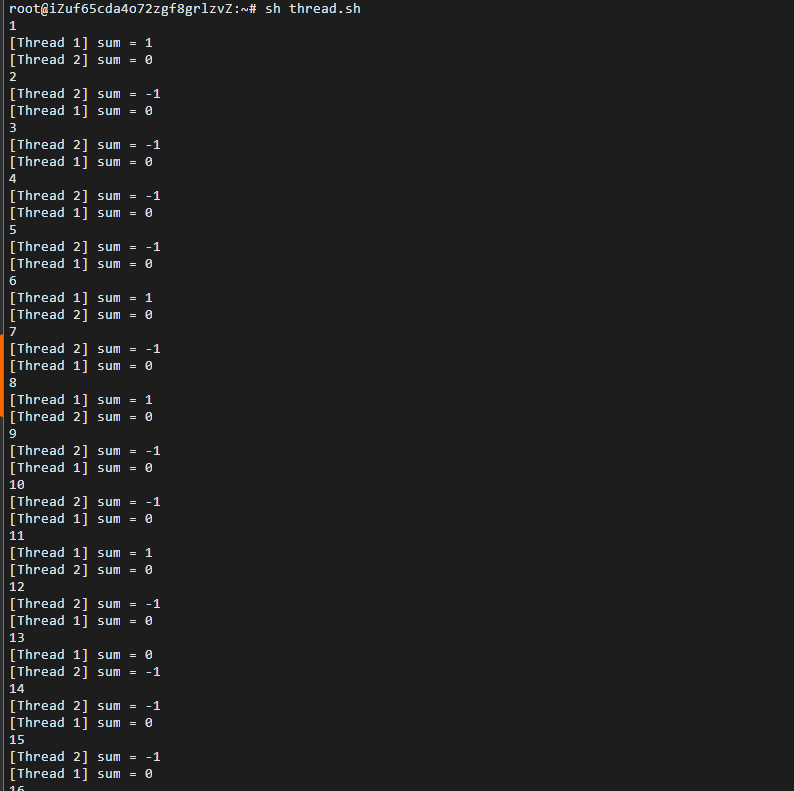 root@iZuf65cda4o72zgf8grlzvZ:~# sh thread.sh
1
[Thread 1] sum = 1
[Thread 2] sum = 0
2
[Thread 2] sum = -1
[Thread 1] sum = 0
3
[Thread 2] sum = -1
[Thread 1] sum = 0
4
[Thread 2] sum = -1
[Thread 1] sum = 0
5
[Thread 2] sum = -1
[Thread 1] sum = 0
6
[Thread 1] sum = 1
[Thread 2] sum = 0
7
[Thread 2] sum = -1
[Thread 1] sum = 0
8
[Thread 1] sum = 1
[Thread 2] sum = 0
9
[Thread 2] sum = -1
[Thread 1] sum = 0
10
[Thread 2] sum = -1
[Thread 1] sum = 0
11
[Thread 1] sum = 1
[Thread 2] sum = 0
12
[Thread 2] sum = -1
[Thread 1] sum = 0
13
[Thread 1] sum = 0
[Thread 2] sum = -1
14
[Thread 2] sum = -1
[Thread 1] sum = 0
15
[Thread 2] sum = -1
[Thread 1] sum = 0
16